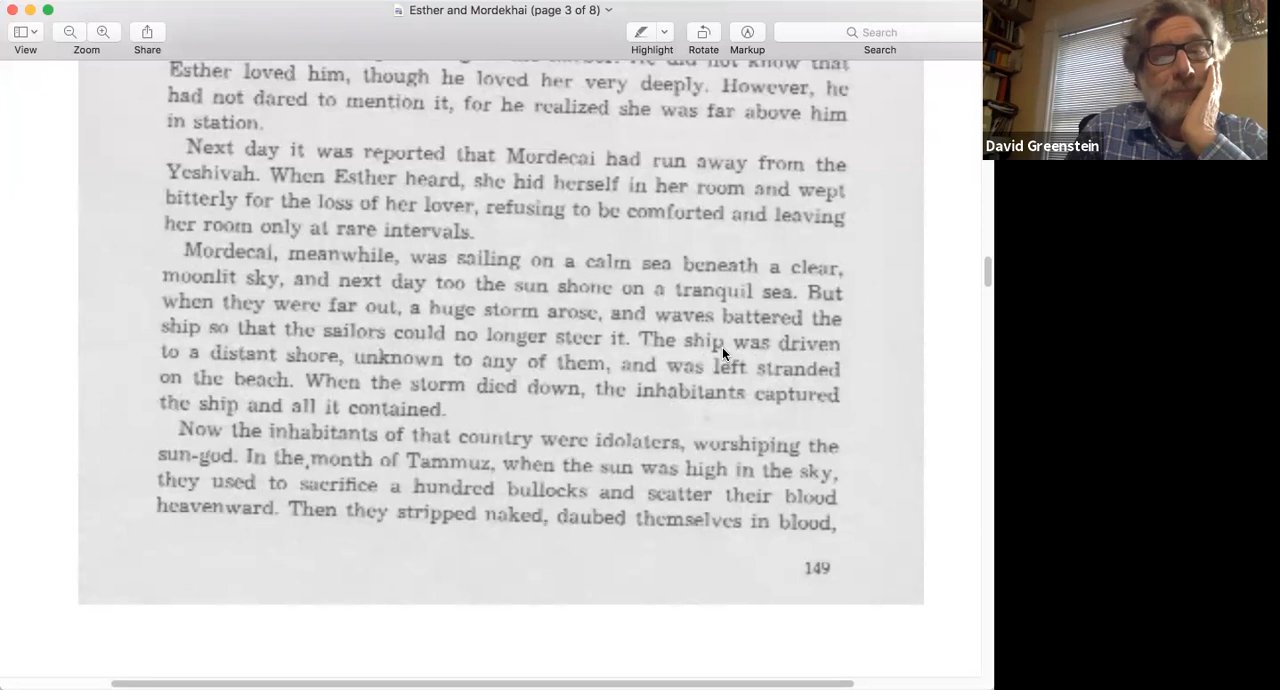 Esther and Mordekhai (page 3 of 8)
View
Zoom
Share
Highlight
Rotate
Markup
Search
Search
David Greenstein
did not know that
Esther loved him, though he loved her very deeply. However, he
had not dared to mention it, for he realized she was far above him
in station.
Next day it was reported that Mordecai had run away from the
Yeshivah. When Esther heard, she hid herself in her room and wept
bitterly for the loss of her lover, refusing to be comforted and leaving
her room only at rare intervals.
Mordecai, meanwhile, was sailing on a calm sea beneath a clear,
moonlit sky, and next day too the sun shone on a tranquil sea. But
when they were far out, a huge storm arose, and waves battered the
ship so that the sailors could no longer steer it. The ship was driven
to a distant shore, unknown to any of them, and was left stranded
on the beach. When the storm died down, the inhabitants captured
the ship and all it contained.
Now the inhabitants of that country were idolaters, worshiping the
sun-god. In the month of Tammuz, when the sun was high in the sky,
they used to sacrifice a hundred bullocks and scatter their blood
heavenward. Then they stripped naked, daubed themselves in blood,
149